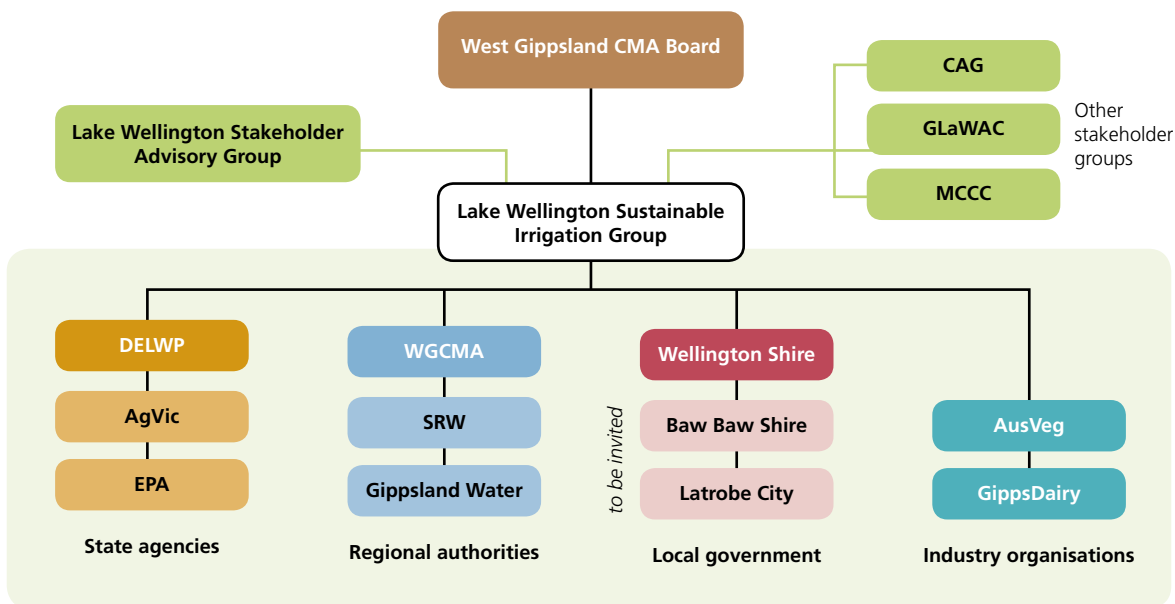 West Gippsland CMA Board
CAG
Lake Wellington Stakeholder
Advisory Group
GLaWAC
Other
stakeholder
groups
MCCC
Lake Wellington Sustainable
Irrigation Group
DELWP
WGCMA
Wellington Shire
to be invited
AgVic
SRW
Baw Baw Shire
AusVeg
EPA
Gippsland Water
Latrobe City
GippsDairy
State agencies
Regional authorities
Local government
Industry organisations